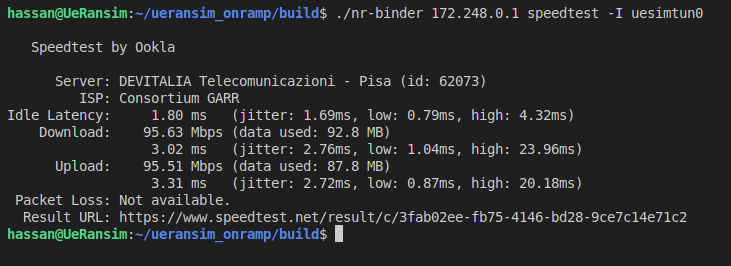 hassan@UeRansim:~/ueransim_onramp/build$ ./nr-binder 172.248.0.1 speedtest -I uesimtun0
Speedtest by Ookla
Server: DEVITALIA Telecomunicazioni - Pisa (id: 62073)
ISP: Consortium GARR
Idle Latency: 1.80 ms (jitter: 1.69ms, low: 0.79ms, high: 4.32ms)
Download: 95.63 Mbps (data used: 92.8 MB)
3.02 ms (jitter: 2.76ms, low: 1.04ms, high: 23.96ms)
Upload: 95.51 Mbps (data used: 87.8 MB)
3.31 ms (jitter: 2.72ms, low: 0.87ms, high: 20.18ms)
Packet Loss: Not available.
Result URL: https://www.speedtest.net/result/c/3fab02ee-fb75-4146-bd28-9ce7c14e71c2
hassan@UeRansim:~/ueransim_onramp/build$